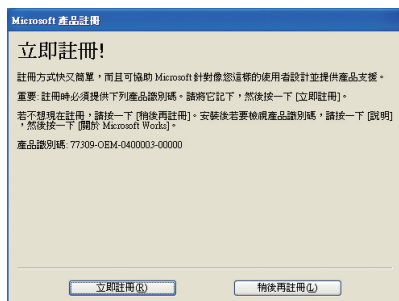 Microsoft 產品註冊
立即註冊!
註冊方式快又簡單，而且可協助 Microsoft 針對像您這樣的使用者設計並提供產品支援。
重要: 註冊時必須提供下列產品識別碼。請將它記下，然後按一下 [立即註冊]。
若不想現在註冊，請按一下 [稍後再註冊]。安裝後若要檢視產品識別碼，請按一下 [說明]
，然後按一下 [關於 Microsoft Works]。
產品識別碼: 77309-OEM-0400003-00000
立即註冊(R)
稍後再註冊(L)